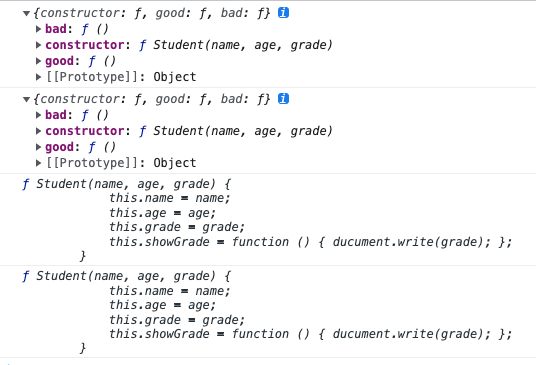 ▼{constructor: ƒ, good: ƒ, bad: ƒ} i
▶ bad: ƒ ()
▶ constructor: ƒ Student(name, age, grade)
▶ good: ƒ ()
▶ [[Prototype]]: Object
▼{constructor: ƒ, good: ƒ, bad: ƒ} i
▶ bad: ƒ ()
▶ constructor: ƒ Student(name, age, grade)
▶ good: ƒ ()
▶ [[Prototype]]: Object
ƒ Student(name, age, grade) {
this.name = name;
this.age = age;
this.grade = grade;
this.showGrade = function () { ducument.write(grade); };
}
ƒ Student(name, age, grade) {
this.name = name;
this.age = age;
this.grade = grade;
this.showGrade = function () { ducument.write(grade); };
}